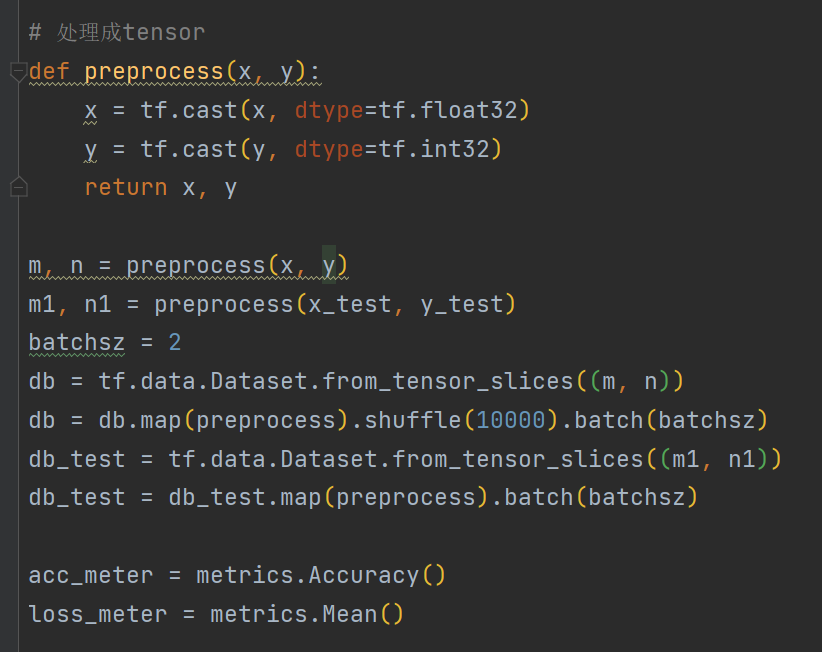 # 处理成tensor
def preprocess(x, y):
    x = tf.cast(x, dtype=tf.float32)
    y = tf.cast(y, dtype=tf.int32)
    return x, y

m, n = preprocess(x, y)
m1, n1 = preprocess(x_test, y_test)
batchsz = 2
db = tf.data.Dataset.from_tensor_slices((m, n))
db = db.map(preprocess).shuffle(10000).batch(batchsz)
db_test = tf.data.Dataset.from_tensor_slices((m1, n1))
db_test = db_test.map(preprocess).batch(batchsz)

acc_meter = metrics.Accuracy()
loss_meter = metrics.Mean()